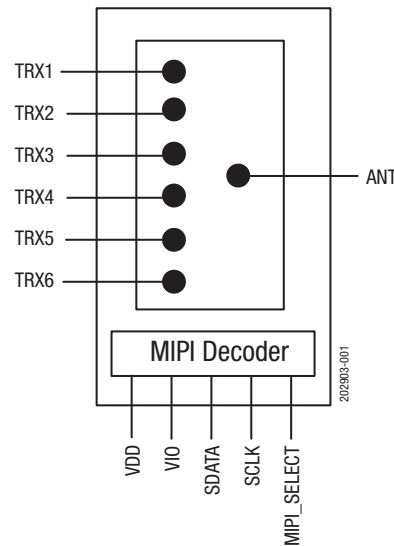 TRX1
TRX2
TRX3
ANT
TRX4
TRX5
TRX6
MIPI Decoder
202903-001
VDD
VIO
SDATA
SCLK
MIPI_SELECT